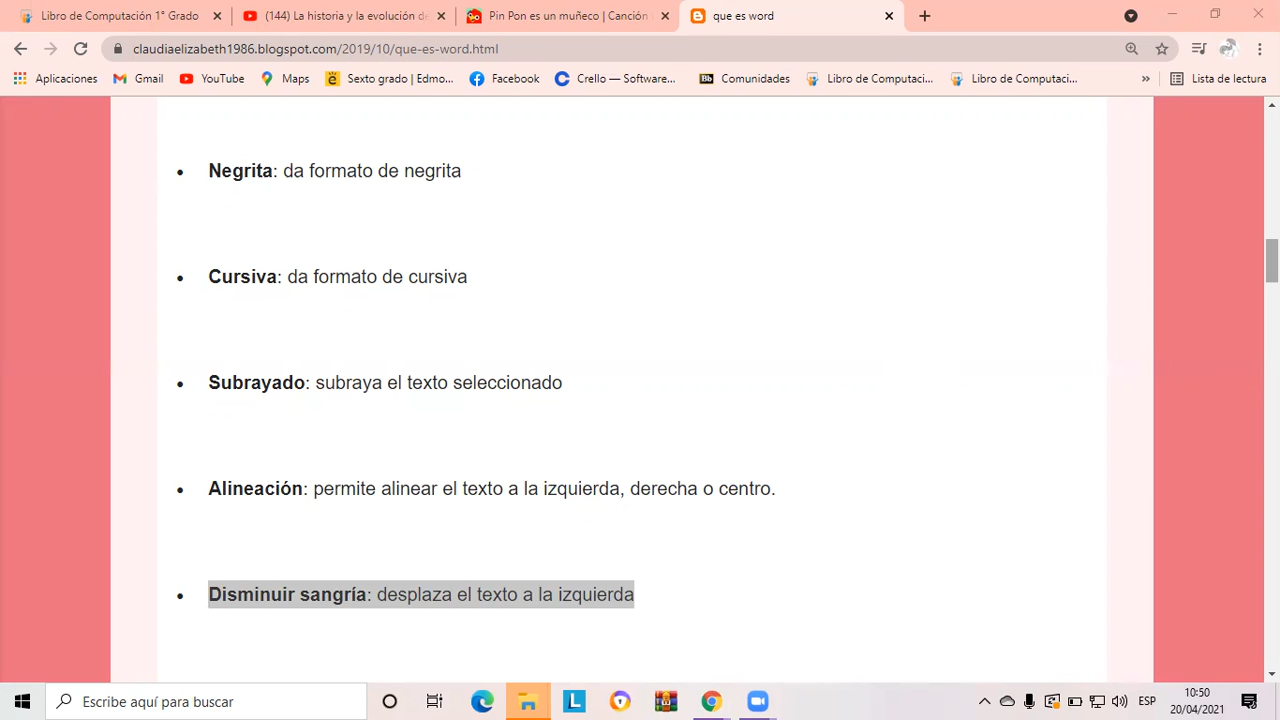 Libro de Computación 1° Grado
(144) La historia y la evolución d
Pin Pon es un muñeco | Canción
que es word
claudiaelizabeth1986.blogspot.com/2019/10/que-es-word.html
Aplicaciones
Gmail
YouTube
Maps
Sexto grado | Edmo...
Facebook
Crello — Software...
Bb Comunidades
Libro de Computaci...
Libro de Computaci...
»
Lista de lectura
• Negrita: da formato de negrita
• Cursiva: da formato de cursiva
• Subrayado: subraya el texto seleccionado
• Alineación: permite alinear el texto a la izquierda, derecha o centro.
• Disminuir sangría: desplaza el texto a la izquierda
Escribe aquí para buscar
L
ESP
10:50
20/04/2021